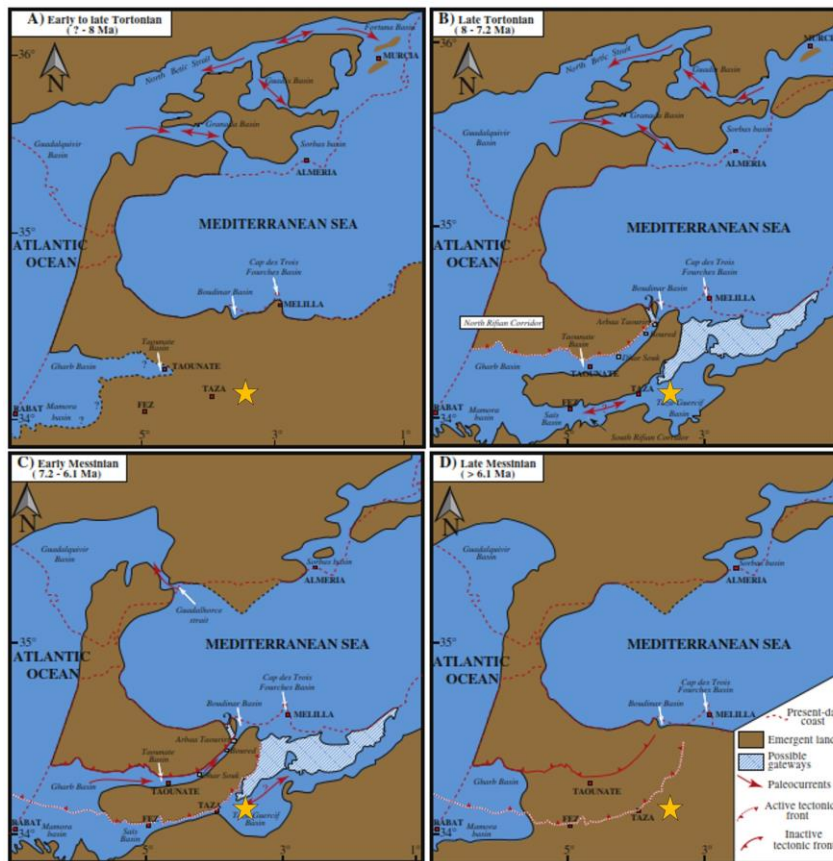 A) Early to late Tortonian
( ? - 8 Ma)
Fortuna Basin
MURCIA
36°
N
North Betic Strait
Guadix Basin
Granada Basin
Guadalquivir
Basin
Sorbas basin
ALMERIA
35°
MEDITERRANEAN SEA
ATLANTIC
OCEAN
Cap des Trois
Fourches Basin
Boudinar Basin
MELILLA
?
Taounate
Basin
Gharb Basin
TAOUNATE
TAZA
FEZ
RABAT
Mamora
basin
?
34°
5°
3°
1°
B) Late Tortonian
(8 - 7.2 Ma)
36°
N
North Betic Strait
Guadix Basin
Granada Basin
Guadalquivir
Basin
Sorbas basin
ALMERIA
35°
MEDITERRANEAN SEA
ATLANTIC
OCEAN
Cap des Trois
Fourches Basin
Boudinar Basin
MELILLA
?
North Rifian Corridor
Arbaa Taourirt
Taounate
Basin
Gharb Basin
TAOUNATE
TAZA
FEZ
Saïs
Basin
RABAT
Mamora
basin
34°
South Rifian Corridor
5°
3°
C) Early Messinian
(7.2 - 6.1 Ma)
N
Guadalquivir
Basin
Sorbas basin
ALMERIA
Guadalhorce
strait
35°
MEDITERRANEAN SEA
ATLANTIC
OCEAN
Cap des Trois
Fourches Basin
Boudinar Basin
MELILLA
?
Arbaa Taourirt
Taounate
Basin
Gharb Basin
TAOUNATE
TAZA
FEZ
Saïs
Basin
RABAT
Mamora
basin
34°
5°
3°
D) Late Messinian
(> 6.1 Ma)
N
Guadalquivir
Basin
Sorbas basin
ALMERIA
35°
MEDITERRANEAN SEA
ATLANTIC
OCEAN
Cap des Trois
Fourches Basin
Boudinar Basin
MELILLA
Gharb Basin
TAOUNATE
TAZA
FEZ
RABAT
Mamora
basin
34°
5°
3°
Present-da
coast
Emergent land
Possible
gateways
Paleocurrents
Active tectonic
front
Inactive
tectonic front